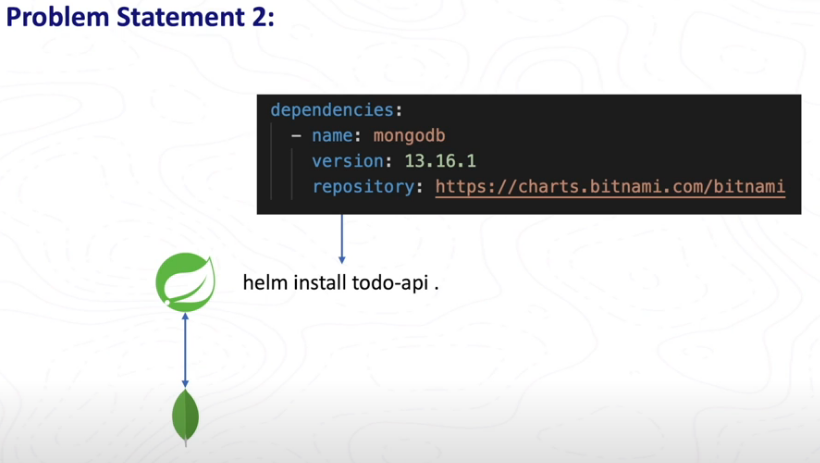 Problem Statement 2:
dependencies:
- name: mongodb
version: 13.16.1
repository: https://charts.bitnami.com/bitnami
helm install todo-api .